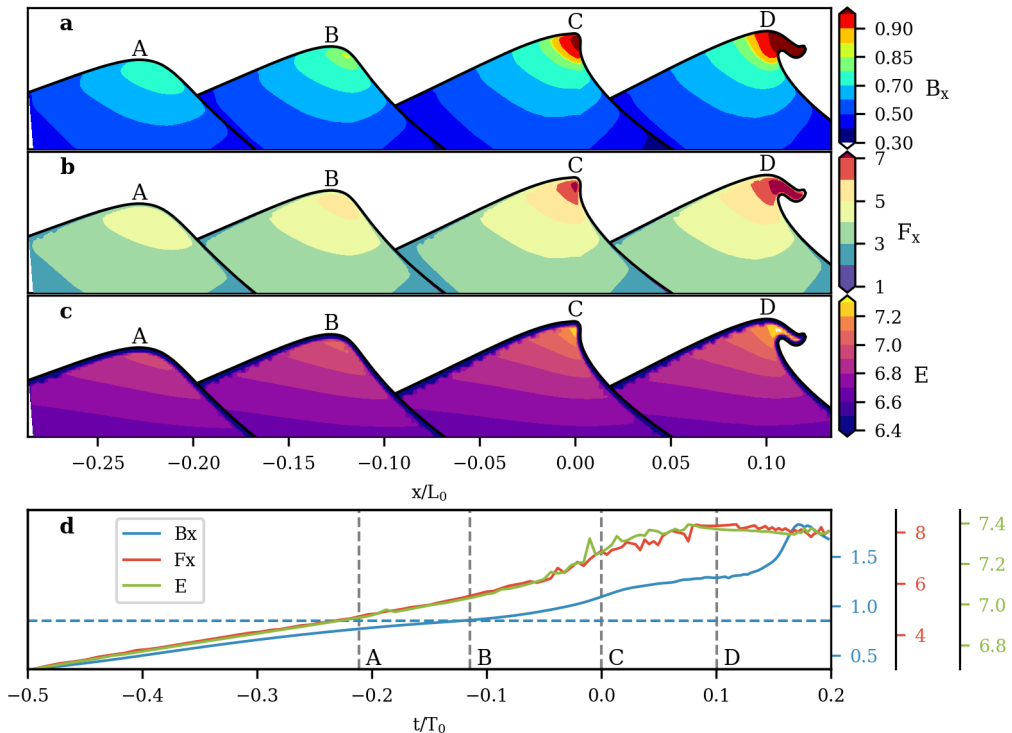 a
A
B
C
D
0.90
0.85
0.70
0.50
0.30
Bₓ
b
A
B
C
D
7
5
3
1
Fₓ
c
A
B
C
D
7.2
7.0
6.8
6.4
E
−0.25 −0.20 −0.15 −0.10 −0.05 0.00 0.05 0.10
x/L₀
d
Bx
Fx
E
A B C D
1.5
1.0
0.5
8
6
4
7.4
7.2
7.0
6.8
−0.5 −0.4 −0.3 −0.2 −0.1 0.0 0.1 0.2
t/T₀